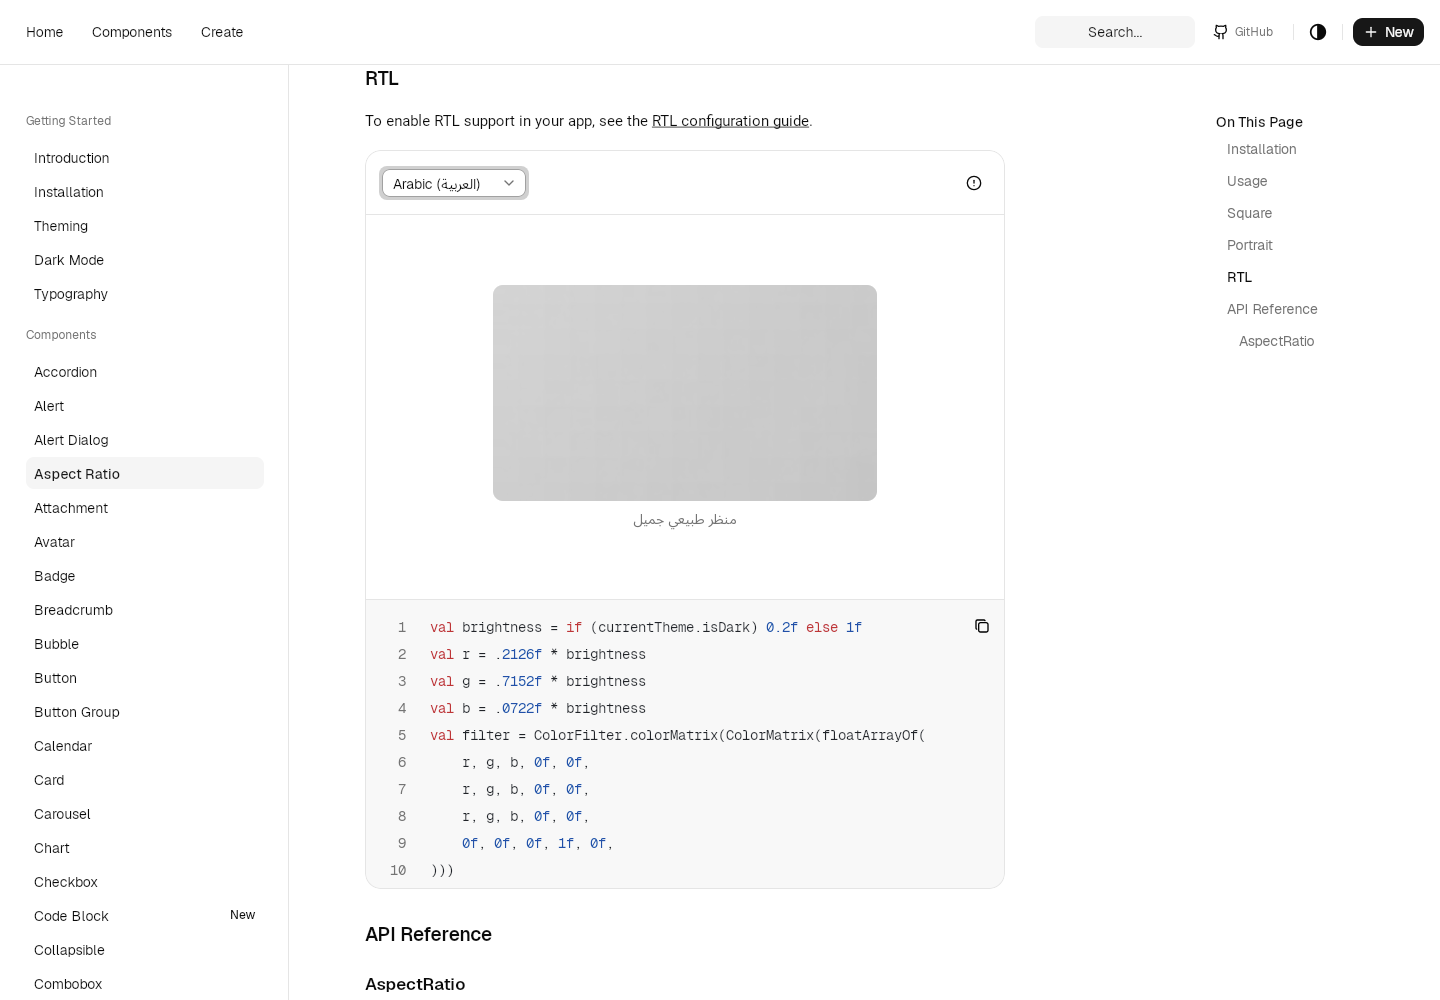 Home
Components
Create
Search...
GitHub
New
Getting Started
Introduction
Installation
Theming
Dark Mode
Typography
Components
Accordion
Alert
Alert Dialog
Aspect Ratio
Attachment
Avatar
Badge
Breadcrumb
Bubble
Button
Button Group
Calendar
Card
Carousel
Chart
Checkbox
Code Block New
Collapsible
Combobox
RTL
To enable RTL support in your app, see the RTL configuration guide.
Arabic (العربية)
منظر طبيعي جميل
1 val brightness = if (currentTheme.isDark) 0.2f else 1f
2 val r = .2126f * brightness
3 val g = .7152f * brightness
4 val b = .0722f * brightness
5 val filter = ColorFilter.colorMatrix(ColorMatrix(floatArrayOf(
6     r, g, b, 0f, 0f,
7     r, g, b, 0f, 0f,
8     r, g, b, 0f, 0f,
9     0f, 0f, 0f, 1f, 0f,
10 )))
API Reference
AspectRatio
On This Page
Installation
Usage
Square
Portrait
RTL
API Reference
AspectRatio